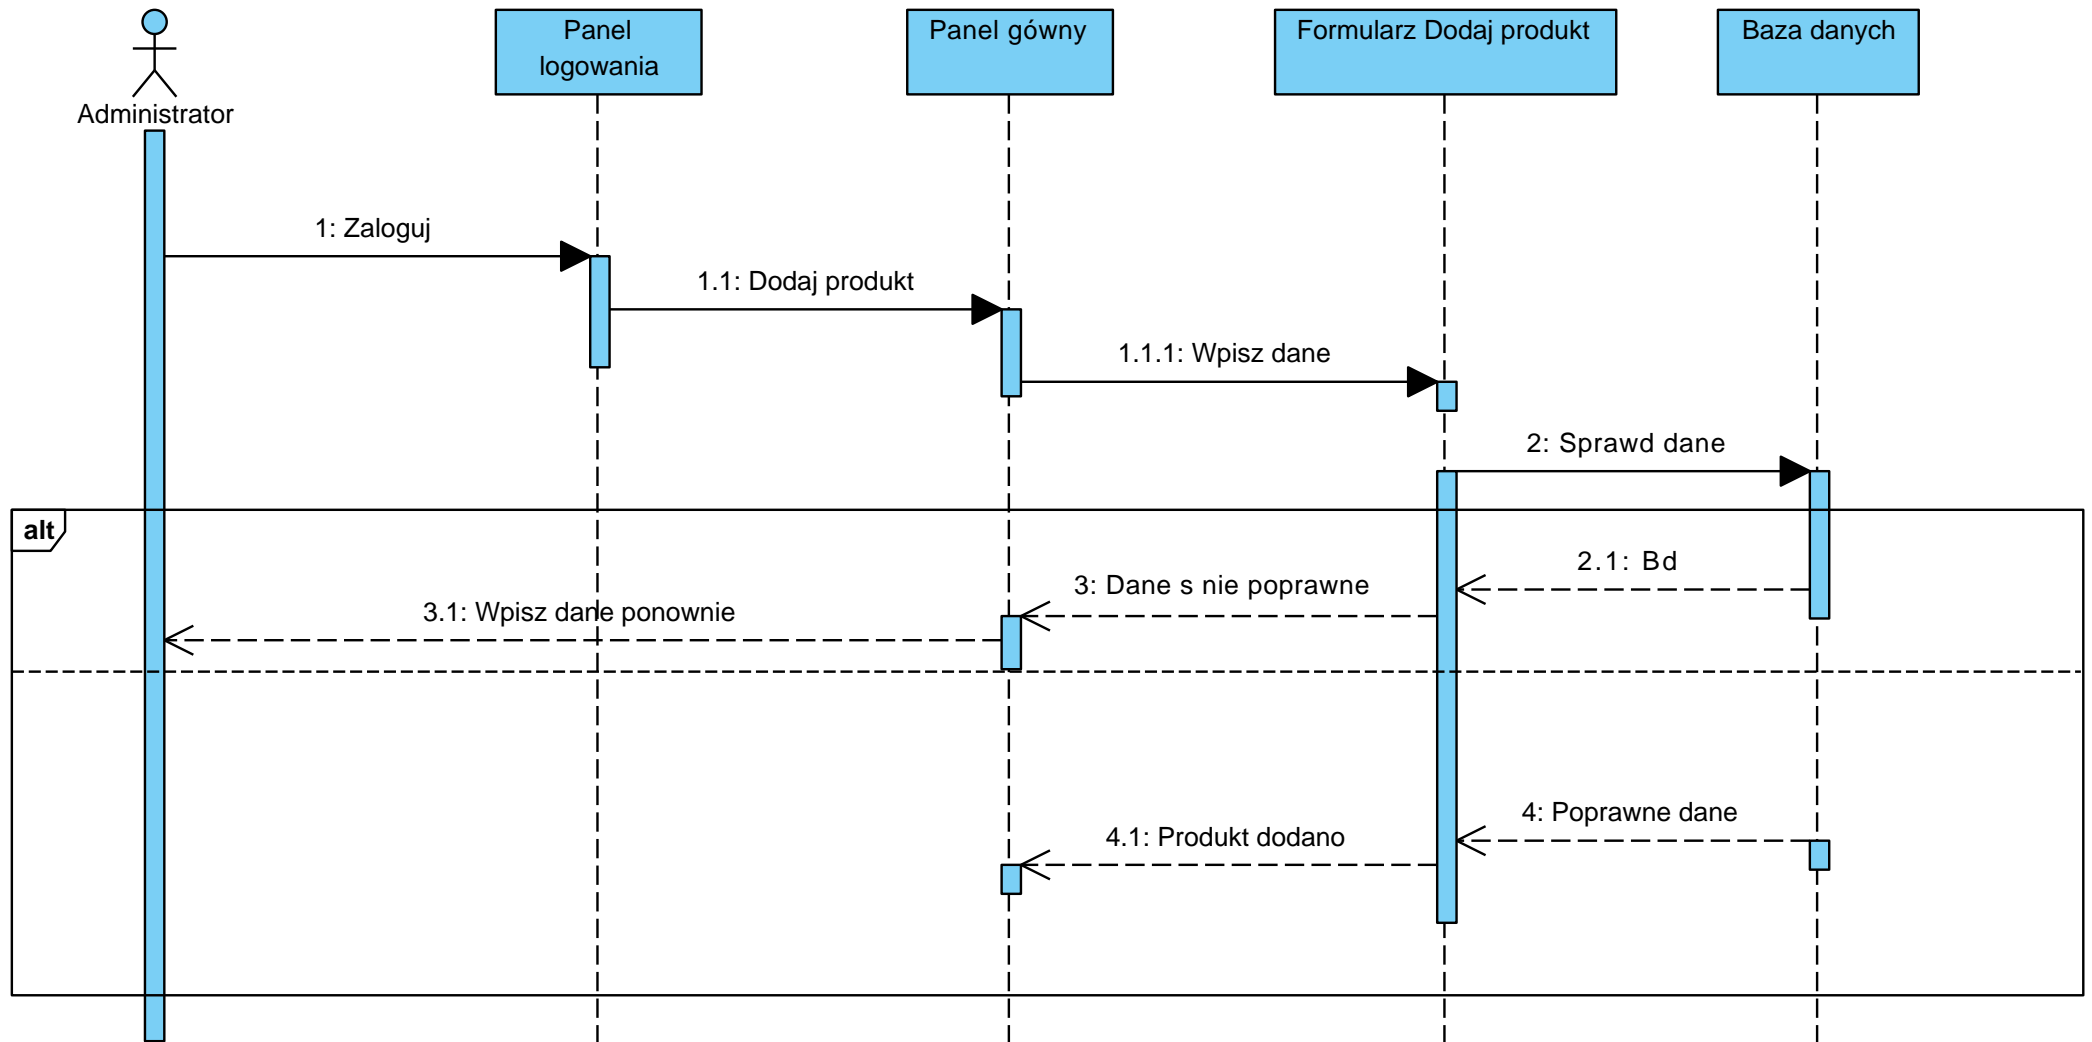 Administrator
Panel
logowania
Panel gówny
Formularz Dodaj produkt
Baza danych
1: Zaloguj
1.1: Dodaj produkt
1.1.1: Wpisz dane
2: Sprawd dane
alt
2.1: Bd
3: Dane s nie poprawne
3.1: Wpisz dane ponownie
4: Poprawne dane
4.1: Produkt dodano